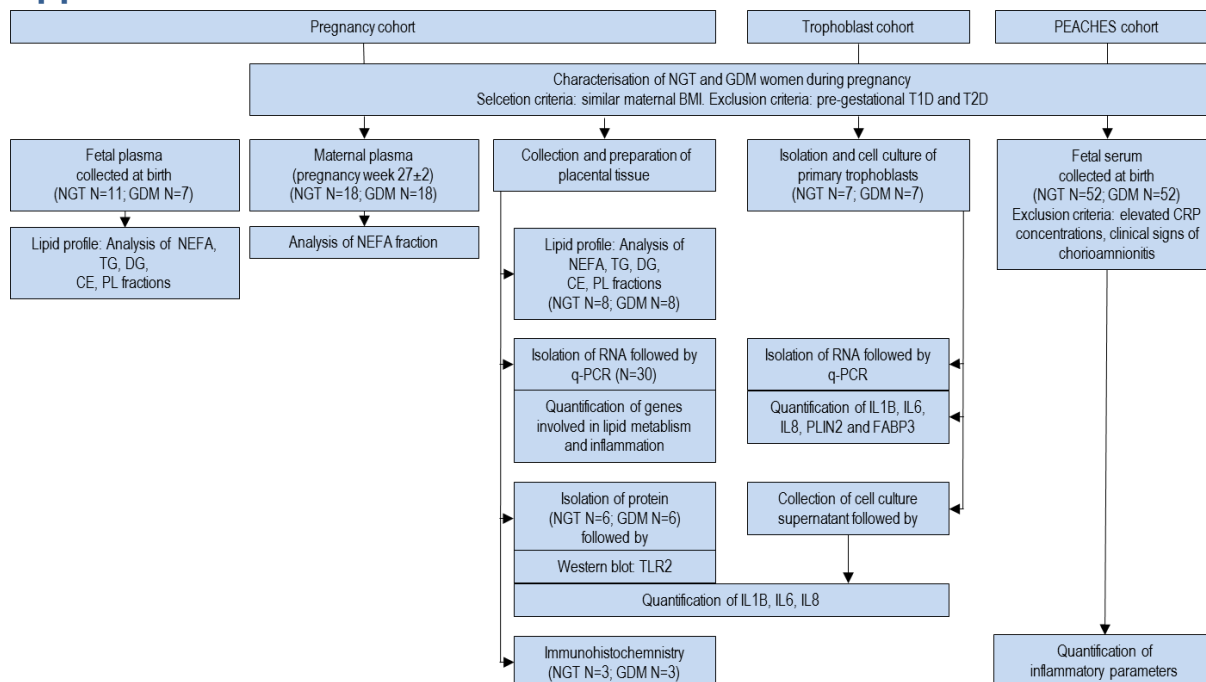 Pregnancy cohort
Trophoblast cohort
PEACHES cohort
Characterisation of NGT and GDM women during pregnancy
Selcetion criteria: similar maternal BMI. Exclusion criteria: pre-gestational T1D and T2D
Fetal plasma
collected at birth
(NGT N=11; GDM N=7)
Lipid profile: Analysis of NEFA,
TG, DG,
CE, PL fractions
Maternal plasma
(pregnancy week 27±2)
(NGT N=18; GDM N=18)
Analysis of NEFA fraction
Collection and preparation of
placental tissue
Lipid profile: Analysis of
NEFA, TG, DG,
CE, PL fractions
(NGT N=8; GDM N=8)
Isolation of RNA followed by
q-PCR (N=30)
Quantification of genes
involved in lipid metablism
and inflammation
Isolation of protein
(NGT N=6; GDM N=6)
followed by
Western blot: TLR2
Quantification of IL1B, IL6, IL8
Immunohistochemnistry
(NGT N=3; GDM N=3)
Isolation and cell culture of
primary trophoblasts
(NGT N=7; GDM N=7)
Isolation of RNA followed by
q-PCR
Quantification of IL1B, IL6,
IL8, PLIN2 and FABP3
Collection of cell culture
supernatant followed by
Fetal serum
collected at birth
(NGT N=52; GDM N=52)
Exclusion criteria: elevated CRP
concentrations, clinical signs of
chorioamnionitis
Quantification of
inflammatory parameters